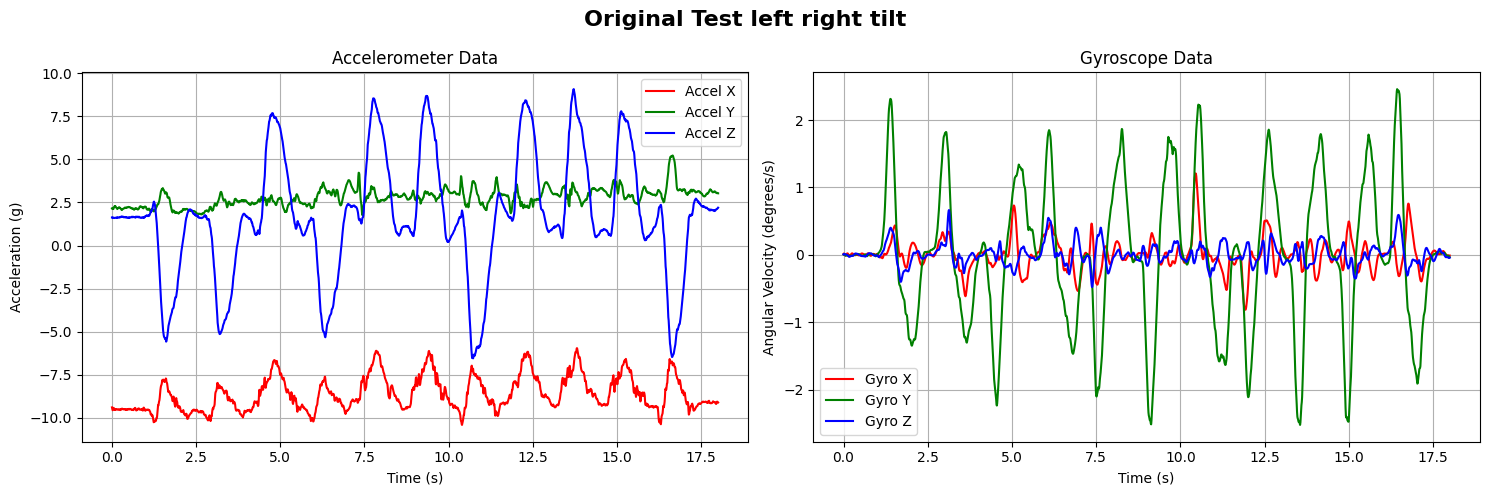 Original Test left right tilt
Accelerometer Data
Acceleration (g)
10.0
7.5
5.0
2.5
0.0
−2.5
−5.0
−7.5
−10.0
Accel X
Accel Y
Accel Z
0.0 2.5 5.0 7.5 10.0 12.5 15.0 17.5
Time (s)
Gyroscope Data
Angular Velocity (degrees/s)
2
1
0
−1
−2
Gyro X
Gyro Y
Gyro Z
0.0 2.5 5.0 7.5 10.0 12.5 15.0 17.5
Time (s)